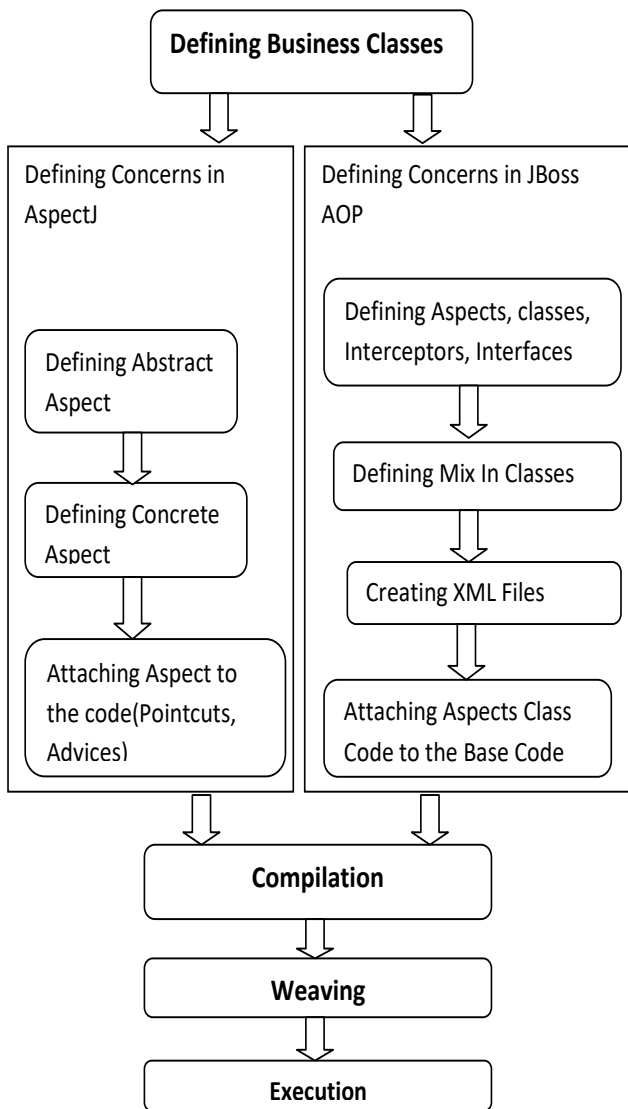 Defining Business Classes
Defining Concerns in
AspectJ
Defining Abstract
Aspect
Defining Concrete
Aspect
Attaching Aspect to
the code(Pointcuts,
Advices)
Defining Concerns in JBoss
AOP
Defining Aspects, classes,
Interceptors, Interfaces
Defining Mix In Classes
Creating XML Files
Attaching Aspects Class
Code to the Base Code
Compilation
Weaving
Execution